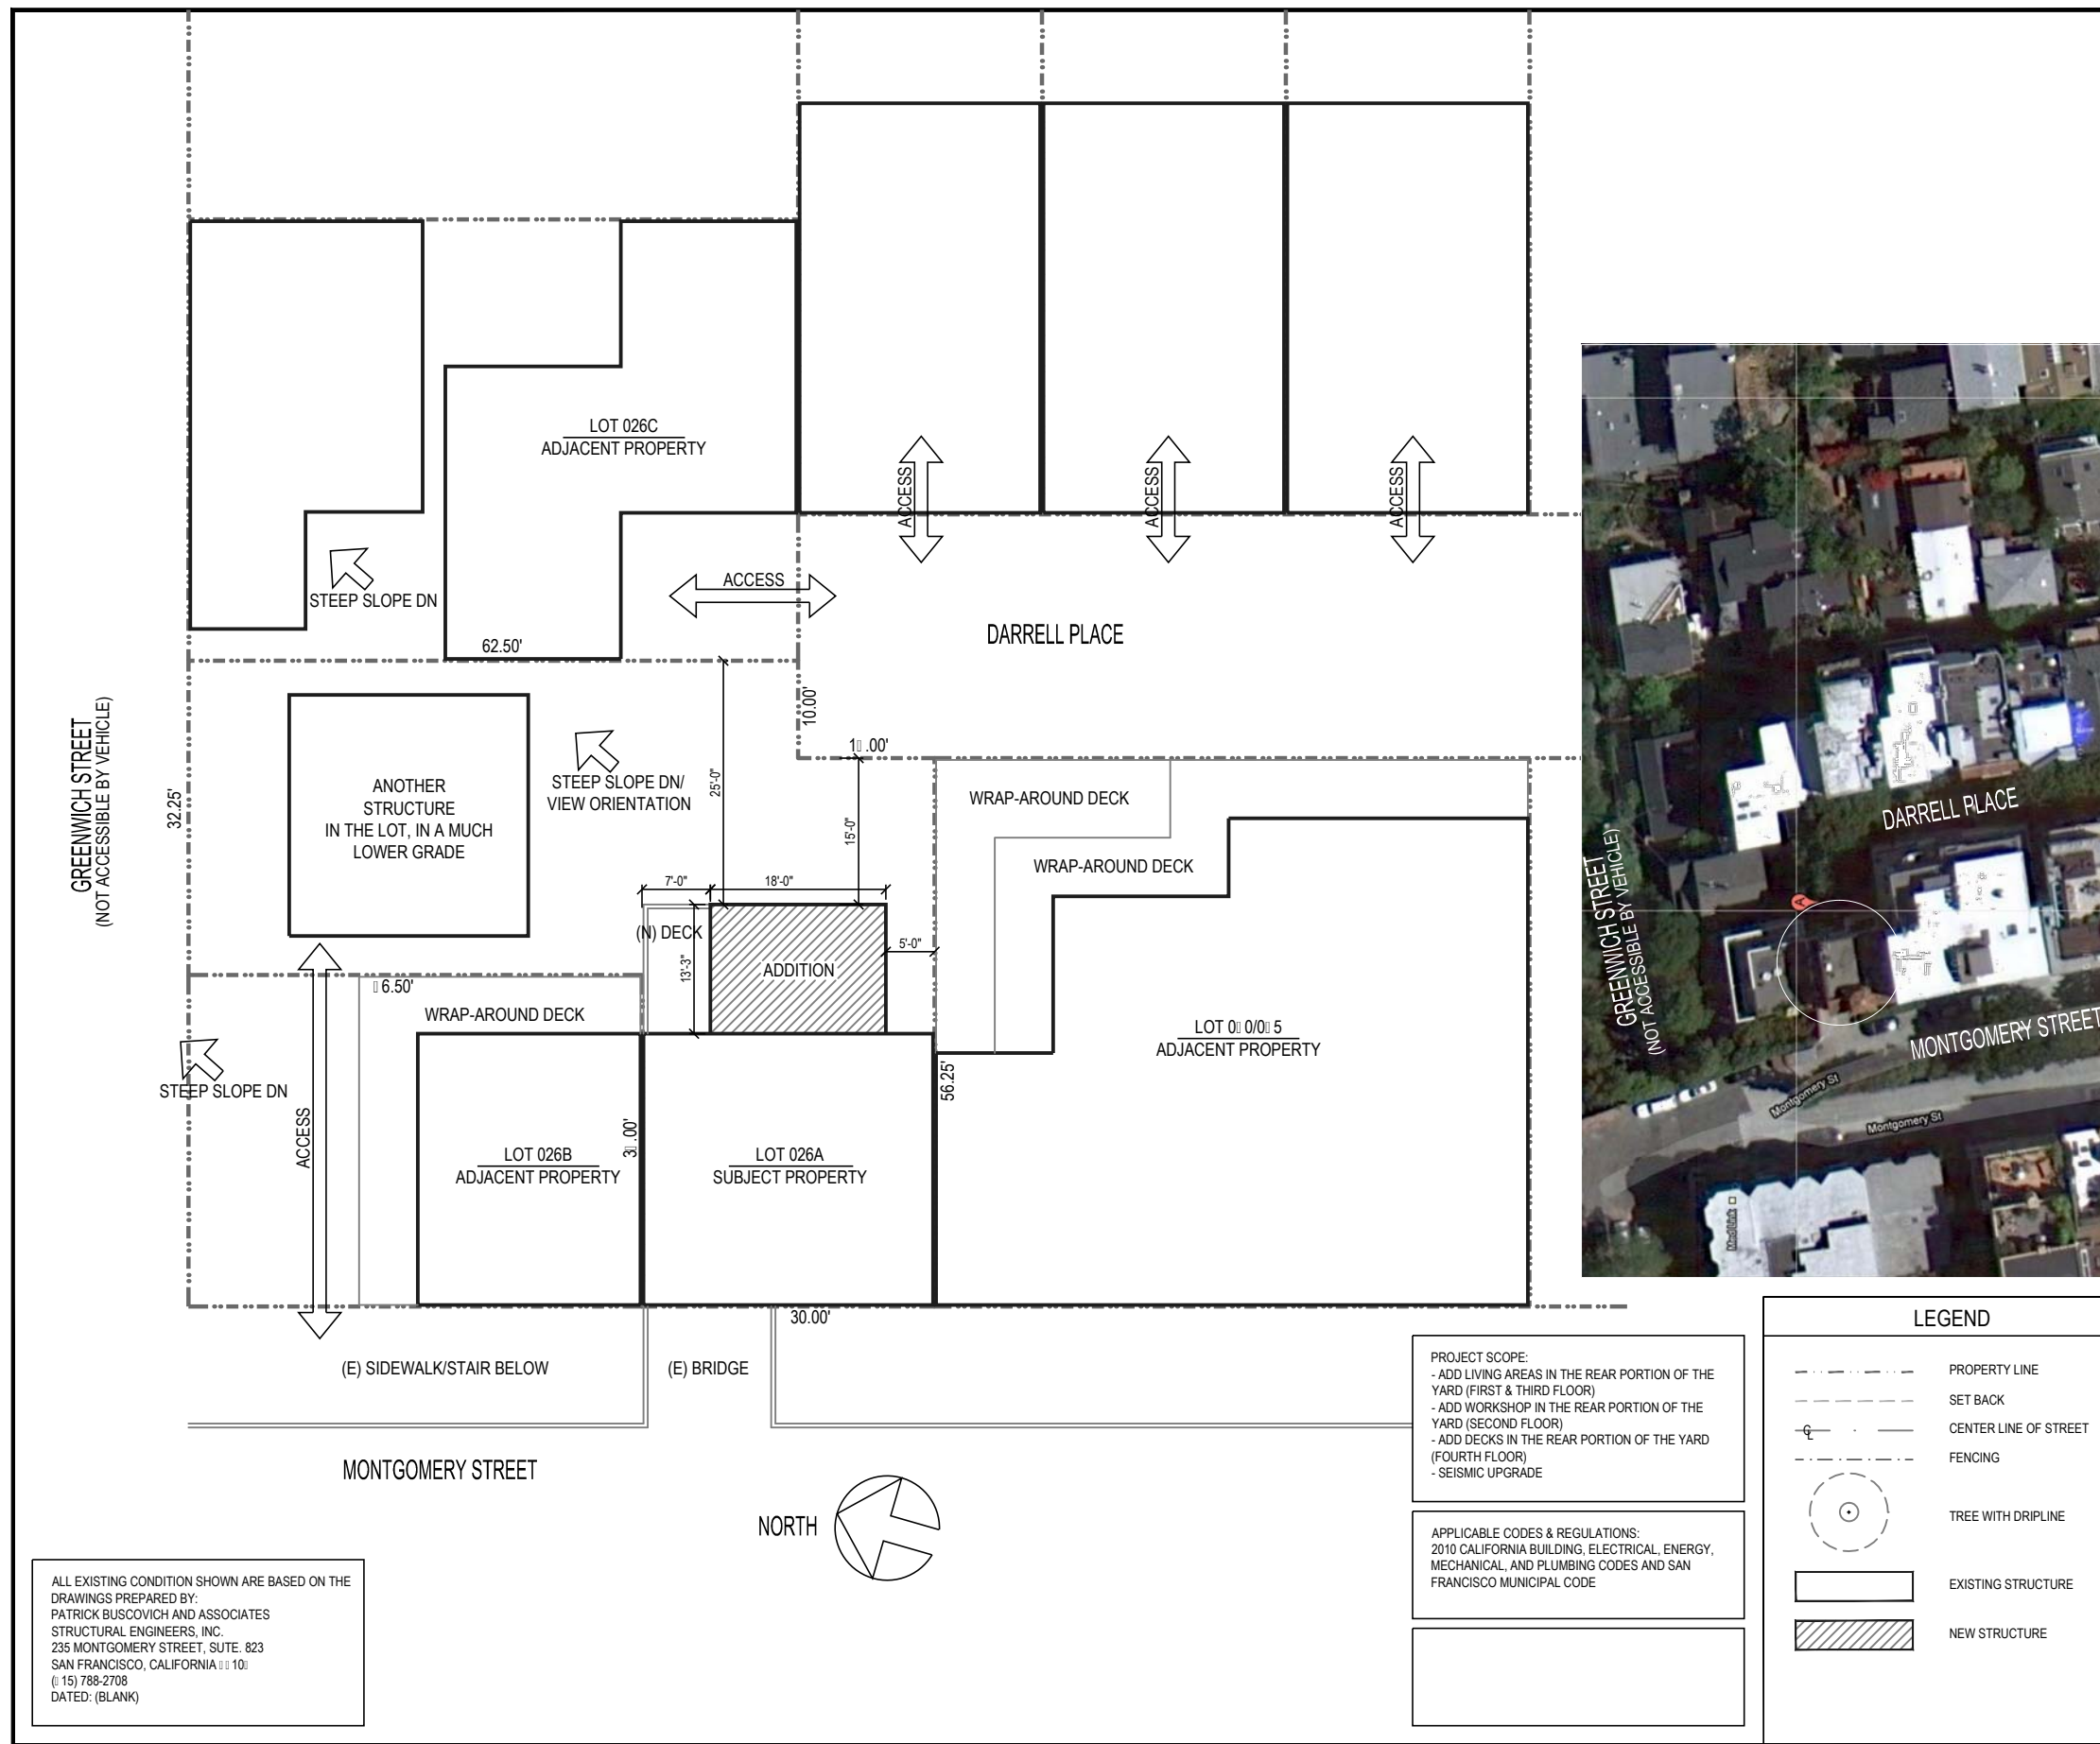 LOT 026C
ADJACENT PROPERTY
ACCESS
ACCESS
ACCESS
STEEP SLOPE DN
ACCESS
DARRELL PLACE
62.50'
10.00'
GREENWICH STREET
(NOT ACCESSIBLE BY VEHICLE)
32.25'
ANOTHER
STRUCTURE
IN THE LOT, IN A MUCH
LOWER GRADE
STEEP SLOPE DN/
VIEW ORIENTATION
25'-0"
15'-0"
WRAP-AROUND DECK
WRAP-AROUND DECK
7'-0"
18'-0"
(N) DECK
13'-3"
ADDITION
5'-0"
6.50'
WRAP-AROUND DECK
STEEP SLOPE DN
ACCESS
LOT 026B
ADJACENT PROPERTY
LOT 026A
SUBJECT PROPERTY
56.25'
LOT
ADJACENT PROPERTY
30.00'
(E) SIDEWALK/STAIR BELOW
(E) BRIDGE
MONTGOMERY STREET
NORTH
ALL EXISTING CONDITION SHOWN ARE BASED ON THE
DRAWINGS PREPARED BY:
PATRICK BUSCOVICH AND ASSOCIATES
STRUCTURAL ENGINEERS, INC.
235 MONTGOMERY STREET, SUTE. 823
SAN FRANCISCO, CALIFORNIA
788-2708
DATED: (BLANK)
DARRELL PLACE
GREENWICH STREET
(NOT ACCESSIBLE BY VEHICLE)
A
MONTGOMERY STREET
Montgomery St
Montgomery St
PROJECT SCOPE:
- ADD LIVING AREAS IN THE REAR PORTION OF THE
YARD (FIRST & THIRD FLOOR)
- ADD WORKSHOP IN THE REAR PORTION OF THE
YARD (SECOND FLOOR)
- ADD DECKS IN THE REAR PORTION OF THE YARD
(FOURTH FLOOR)
- SEISMIC UPGRADE
APPLICABLE CODES & REGULATIONS:
2010 CALIFORNIA BUILDING, ELECTRICAL, ENERGY,
MECHANICAL, AND PLUMBING CODES AND SAN
FRANCISCO MUNICIPAL CODE
LEGEND
PROPERTY LINE
SET BACK
CENTER LINE OF STREET
FENCING
TREE WITH DRIPLINE
EXISTING STRUCTURE
NEW STRUCTURE